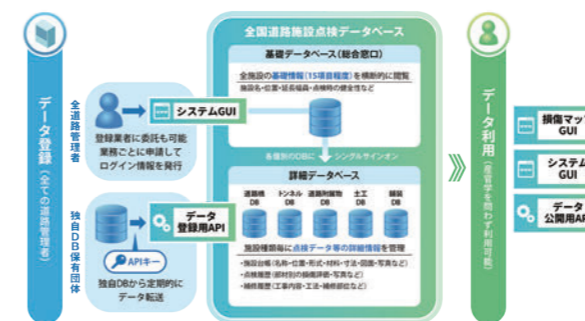 データ登録（全ての道路管理者）
全道路管理者
登録業者に委託も可能
業務ごとに申請して
ログイン情報を発行
システムGUI
独自DB保有団体
APIキー
独自DBから定期的に
データ転送
データ
登録用API
全国道路施設点検データベース
基礎データベース（総合窓口）
全施設の基礎情報（15項目程度）を横断的に閲覧
施設名・位置・延長幅員・点検時の健全性など
各種別のDBに
シングルサインオン
詳細データベース
道路橋
DB
トンネル
DB
道路附属物
DB
土工
DB
舗装
DB
施設種類毎に点検データ等の詳細情報を管理
・施設台帳（名称・位置・形式・材料・寸法・図面・写真など）
・点検履歴（部材別の損傷評価・写真など）
・補修履歴（工事内容・工法・補修部位など）
データ利用（産官学を問わず利用可能）
損傷マッ
GUI
システム
GUI
データ
公開用AP